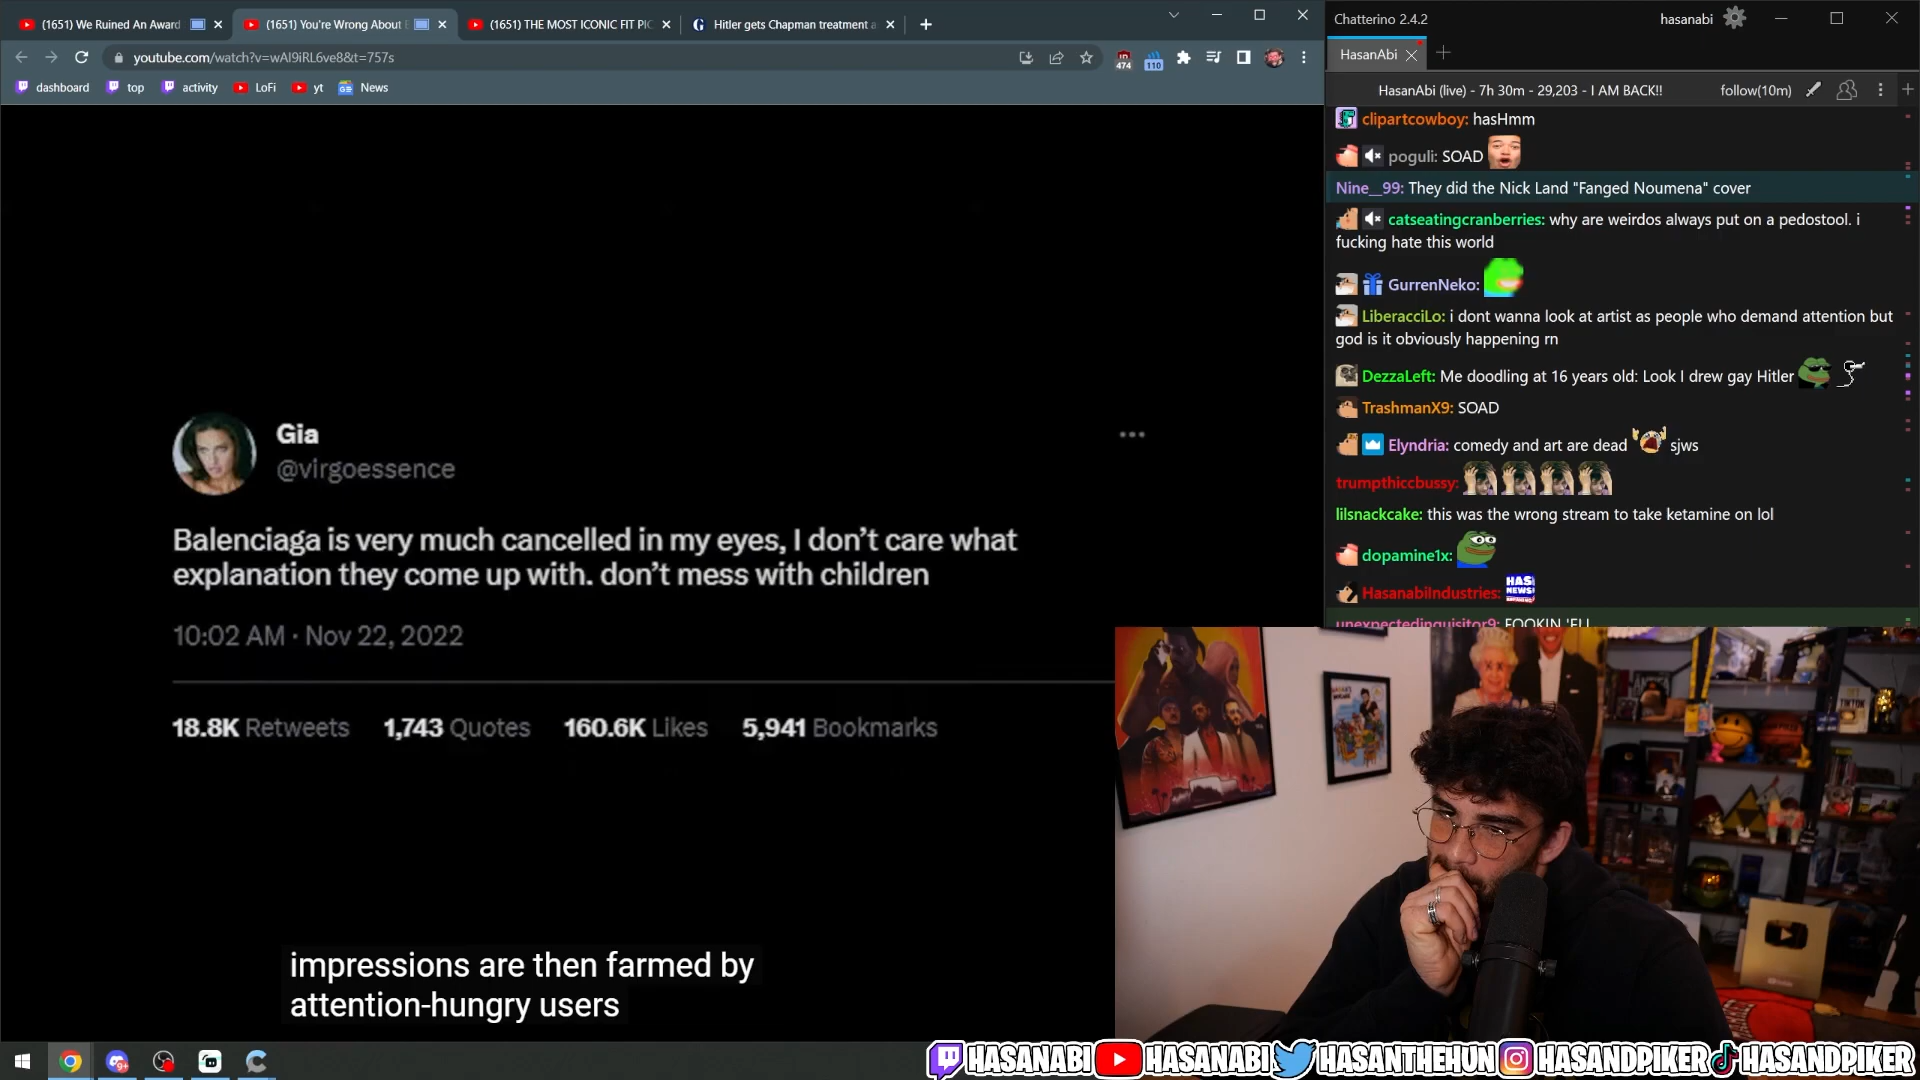 (1651) We Ruined An Award
(1651) You're Wrong About
(1651) THE MOST ICONIC FIT PIC
Hitler gets Chapman treatment a
youtube.com/watch?v=wAl9iRL6ve8&t=757s
474
110
dashboard
top
activity
LoFi
yt
News
Gia
@virgoessence
Balenciaga is very much cancelled in my eyes, I don't care what
explanation they come up with. don't mess with children
10:02 AM · Nov 22, 2022
18.8K Retweets 1,743 Quotes 160.6K Likes 5,941 Bookmarks
impressions are then farmed by
attention-hungry users
Chatterino 2.4.2
hasanabi
HasanAbi
HasanAbi (live) - 7h 30m - 29,203 - I AM BACK!!
follow(10m)
clipartcowboy: hasHmm
poguli: SOAD
Nine__99: They did the Nick Land "Fanged Noumena" cover
catseatingcranberries: why are weirdos always put on a pedostool. i
fucking hate this world
GurrenNeko:
LiberacciLo: i dont wanna look at artist as people who demand attention but
god is it obviously happening rn
DezzaLeft: Me doodling at 16 years old: Look I drew gay Hitler
TrashmanX9: SOAD
Elyndria: comedy and art are dead sjws
trumpthiccbussy:
lilsnackcake: this was the wrong stream to take ketamine on lol
dopamine1x:
HasanabiIndustries: HAS NEWS
unexpectedinquisitor9: FOOKIN 'ELL
HASANABI HASANABI HASANTHEHUN HASANDPIKER HASANDPIKER